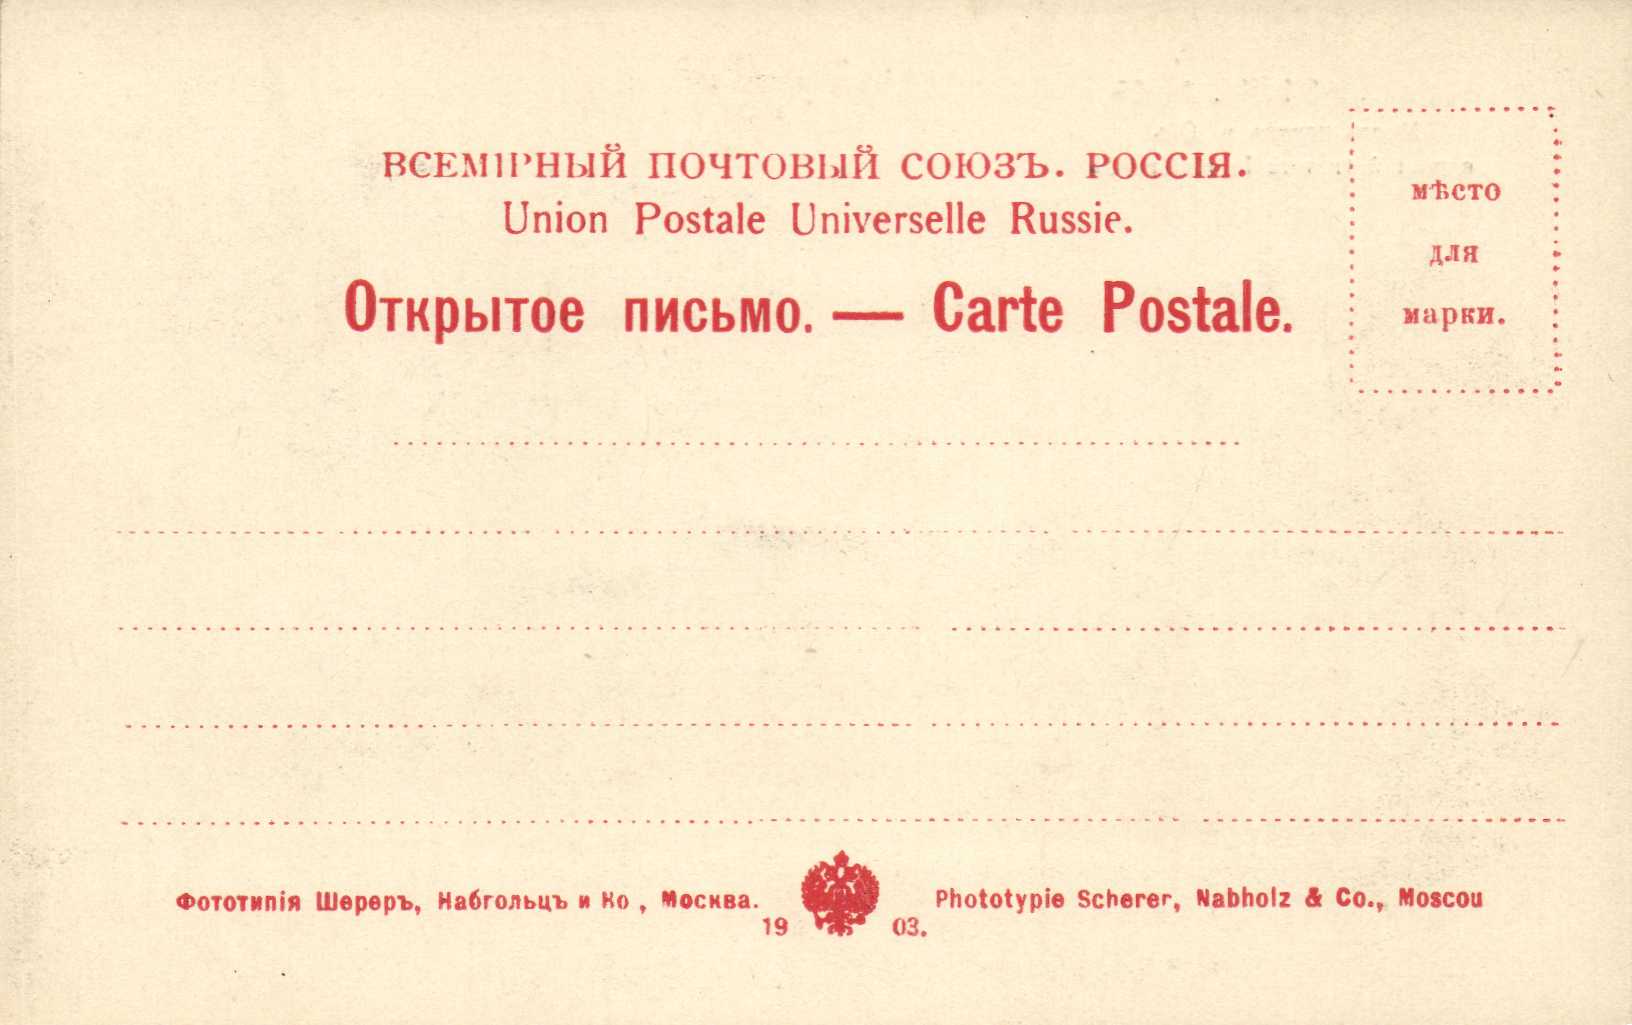 ВСЕМІРНЫЙ ПОЧТОВЫЙ СОЮЗЪ. РОССІЯ.
Union Postale Universelle Russie.
Открытое письмо. — Carte Postale.
мѣсто
для
марки.
Фототипія Шереръ, Набгольцъ и Ко, Москва.
19 03.
Phototypie Scherer, Nabholz & Co., Moscou